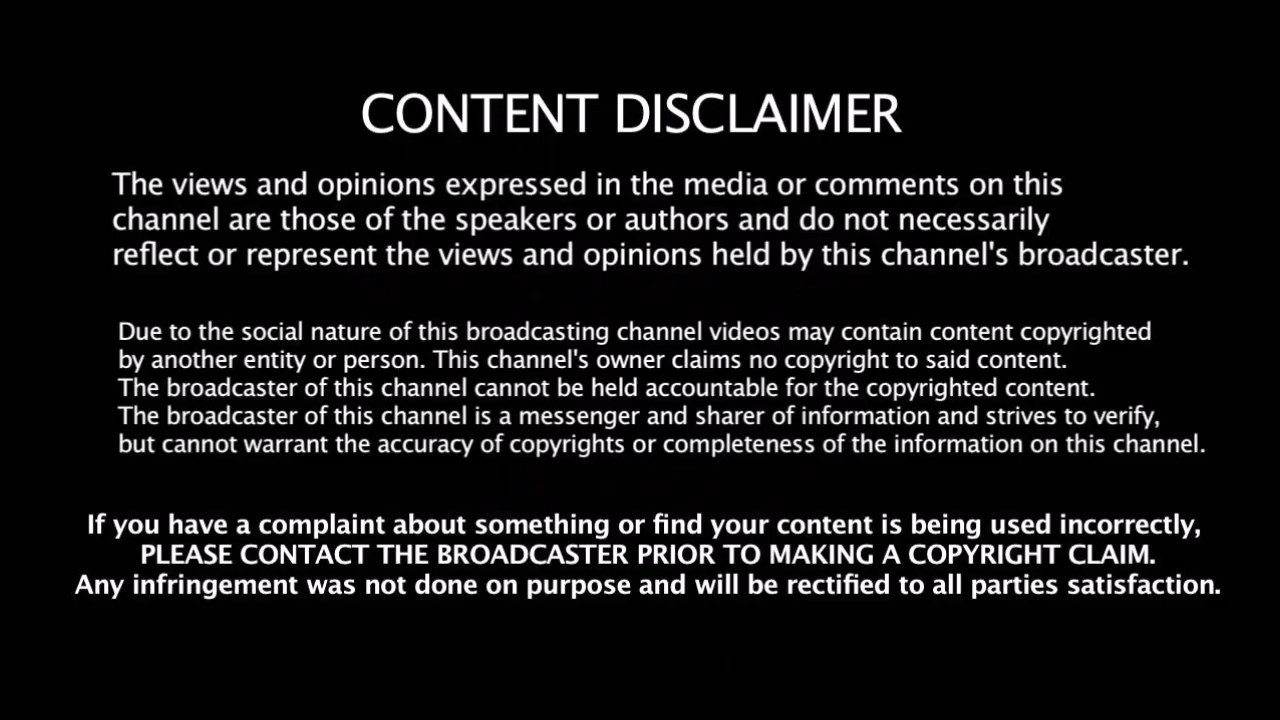 CONTENT DISCLAIMER
The views and opinions expressed in the media or comments on this
channel are those of the speakers or authors and do not necessarily
reflect or represent the views and opinions held by this channel's broadcaster.
Due to the social nature of this broadcasting channel videos may contain content copyrighted
by another entity or person. This channel's owner claims no copyright to said content.
The broadcaster of this channel cannot be held accountable for the copyrighted content.
The broadcaster of this channel is a messenger and sharer of information and strives to verify,
but cannot warrant the accuracy of copyrights or completeness of the information on this channel.
If you have a complaint about something or find your content is being used incorrectly,
PLEASE CONTACT THE BROADCASTER PRIOR TO MAKING A COPYRIGHT CLAIM.
Any infringement was not done on purpose and will be rectified to all parties satisfaction.